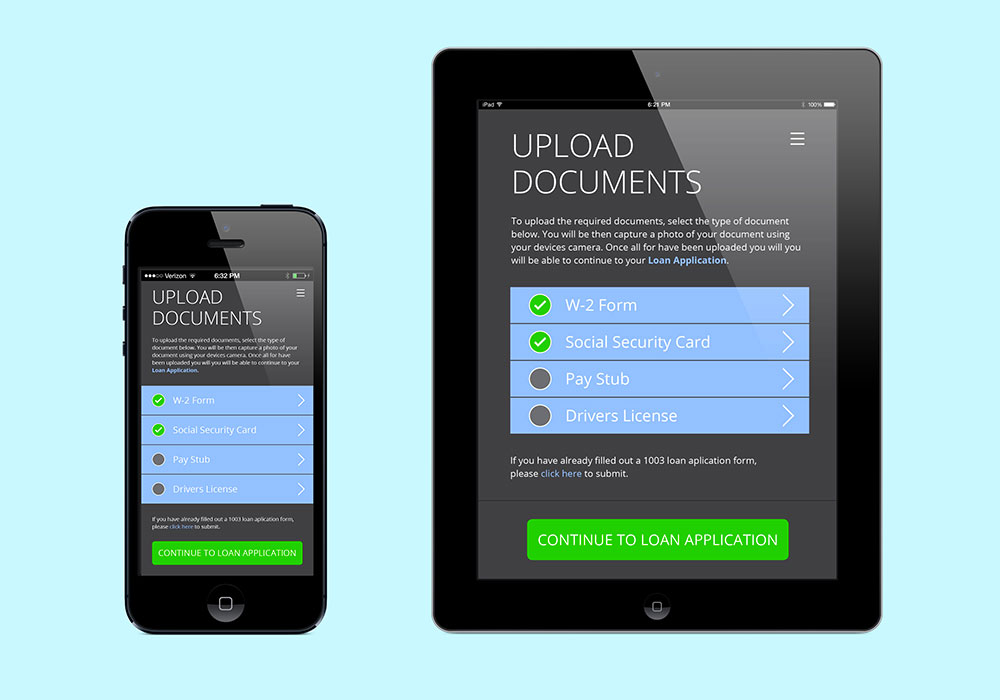 Verizon 6:32 PM
UPLOAD
DOCUMENTS
To upload the required documents, select the type of
document below. You will be then capture a photo of your
document using your devices camera. Once all for have
been uploaded you will you will be able to continue to your
Loan Application.
W-2 Form
Social Security Card
Pay Stub
Drivers License
If you have already filled out a 1003 loan aplication form,
please click here to submit.
CONTINUE TO LOAN APPLICATION
iPad 6:21 PM 100%
UPLOAD
DOCUMENTS
To upload the required documents, select the type of document
below. You will be then capture a photo of your document using
your devices camera. Once all for have been uploaded you will you
will be able to continue to your Loan Application.
W-2 Form
Social Security Card
Pay Stub
Drivers License
If you have already filled out a 1003 loan aplication form,
please click here to submit.
CONTINUE TO LOAN APPLICATION